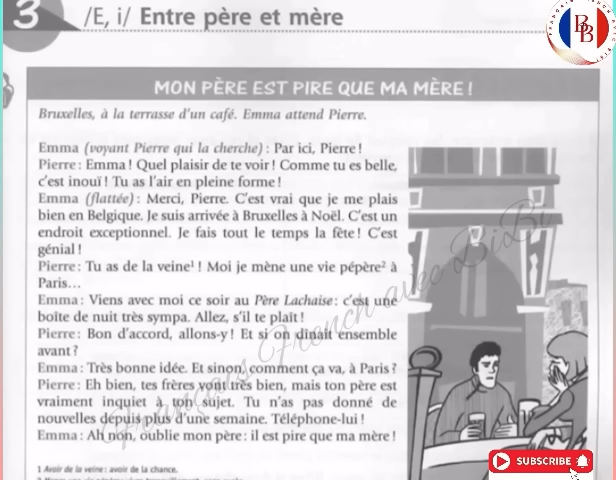 3 /E, i/ Entre père et mère
MON PÈRE EST PIRE QUE MA MÈRE !
Bruxelles, à la terrasse d'un café. Emma attend Pierre.
Emma (voyant Pierre qui la cherche) : Par ici, Pierre !
Pierre : Emma ! Quel plaisir de te voir ! Comme tu es belle,
c'est inouï ! Tu as l'air en pleine forme !
Emma (flattée) : Merci, Pierre. C'est vrai que je me plais
bien en Belgique. Je suis arrivée à Bruxelles à Noël. C'est un
endroit exceptionnel. Je fais tout le temps la fête ! C'est
génial !
Pierre : Tu as de la veine¹ ! Moi je mène une vie pépère² à
Paris…
Emma : Viens avec moi ce soir au Père Lachaise : c'est une
boîte de nuit très sympa. Allez, s'il te plaît !
Pierre : Bon d'accord, allons-y ! Et si on dînait ensemble
avant ?
Emma : Très bonne idée. Et sinon, comment ça va, à Paris ?
Pierre : Eh bien, tes frères vont très bien, mais ton père est
vraiment inquiet à ton sujet. Tu n'as pas donné de
nouvelles depuis plus d'une semaine. Téléphone-lui !
Emma : Ah non, oublie mon père : il est pire que ma mère !
1 Avoir de la veine : avoir de la chance.
Français French avec BiBi
BB
SUBSCRIBE